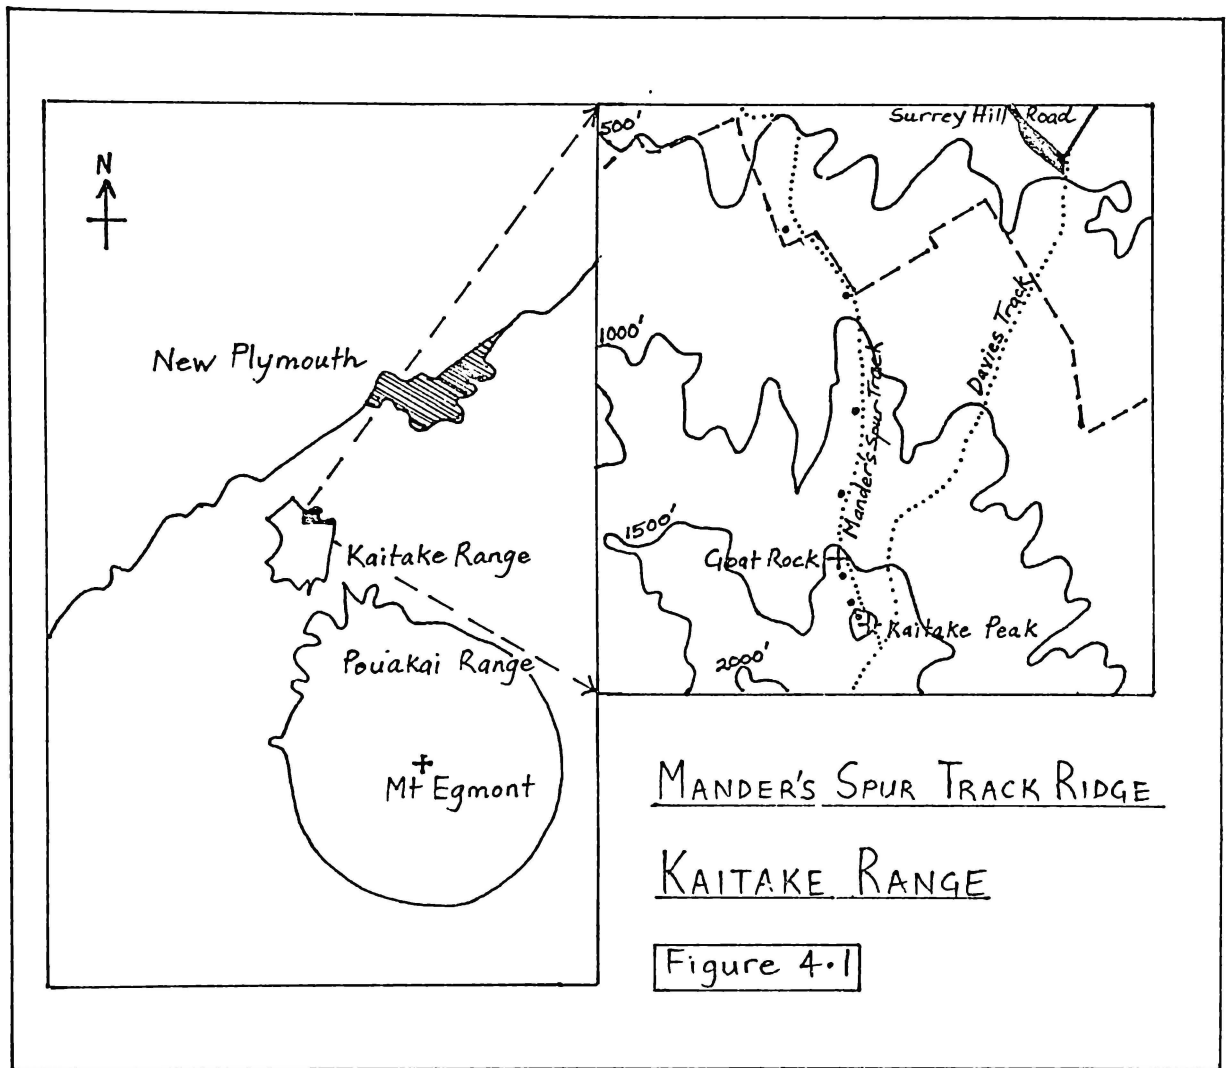 N
New Plymouth
Kaitake Range
Pouakai Range
Mt Egmont
500'
Surrey Hill Road
1000'
Davies Track
Mander's Spur Track
1500'
Goat Rock
Kaitake Peak
2000'
MANDER'S SPUR TRACK RIDGE
KAITAKE RANGE
Figure 4.1